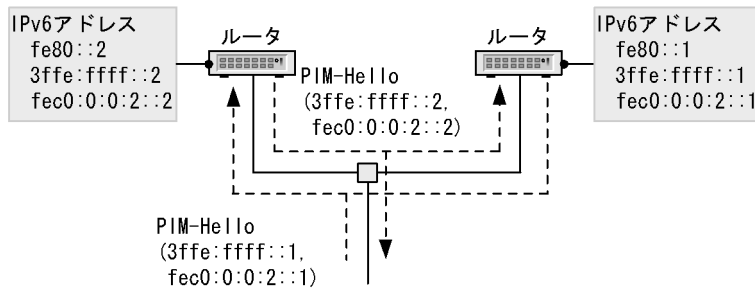 IPv6アドレス
fe80::2
3ffe:ffff::2
fec0:0:0:2::2
ルータ
PIM-Hello
(3ffe:ffff::2,
fec0:0:0:2::2)
ルータ
IPv6アドレス
fe80::1
3ffe:ffff::1
fec0:0:0:2::1
PIM-Hello
(3ffe:ffff::1,
fec0:0:0:2::1)